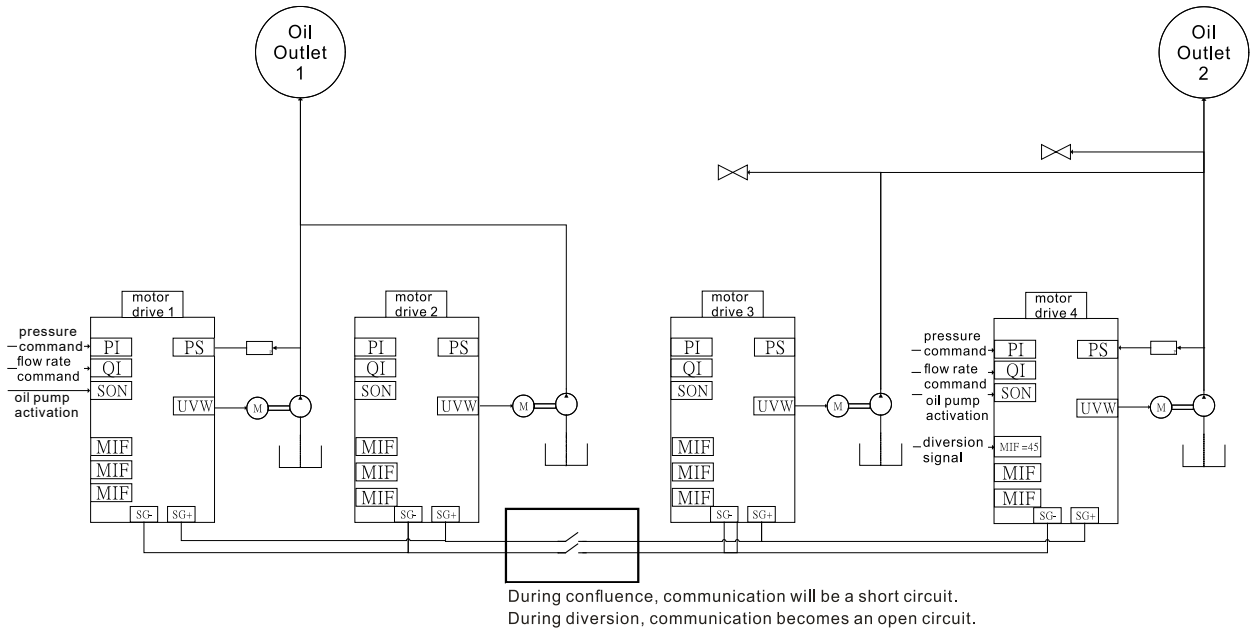 Oil
Outlet
1
Oil
Outlet
2
motor
drive 1
pressure
command
flow rate
command
oil pump
activation
PI
QI
SON
PS
UVW
M
MIF
MIF
MIF
SG-
SG+
motor
drive 2
PI
QI
SON
PS
UVW
M
MIF
MIF
MIF
SG-
SG+
motor
drive 3
PI
QI
SON
PS
UVW
M
MIF
MIF
MIF
SG-
SG+
motor
drive 4
pressure
command
flow rate
command
oil pump
activation
diversion
signal
PI
QI
SON
PS
UVW
M
MIF=45
MIF
MIF
SG-
SG+
During confluence, communication will be a short circuit.
During diversion, communication becomes an open circuit.